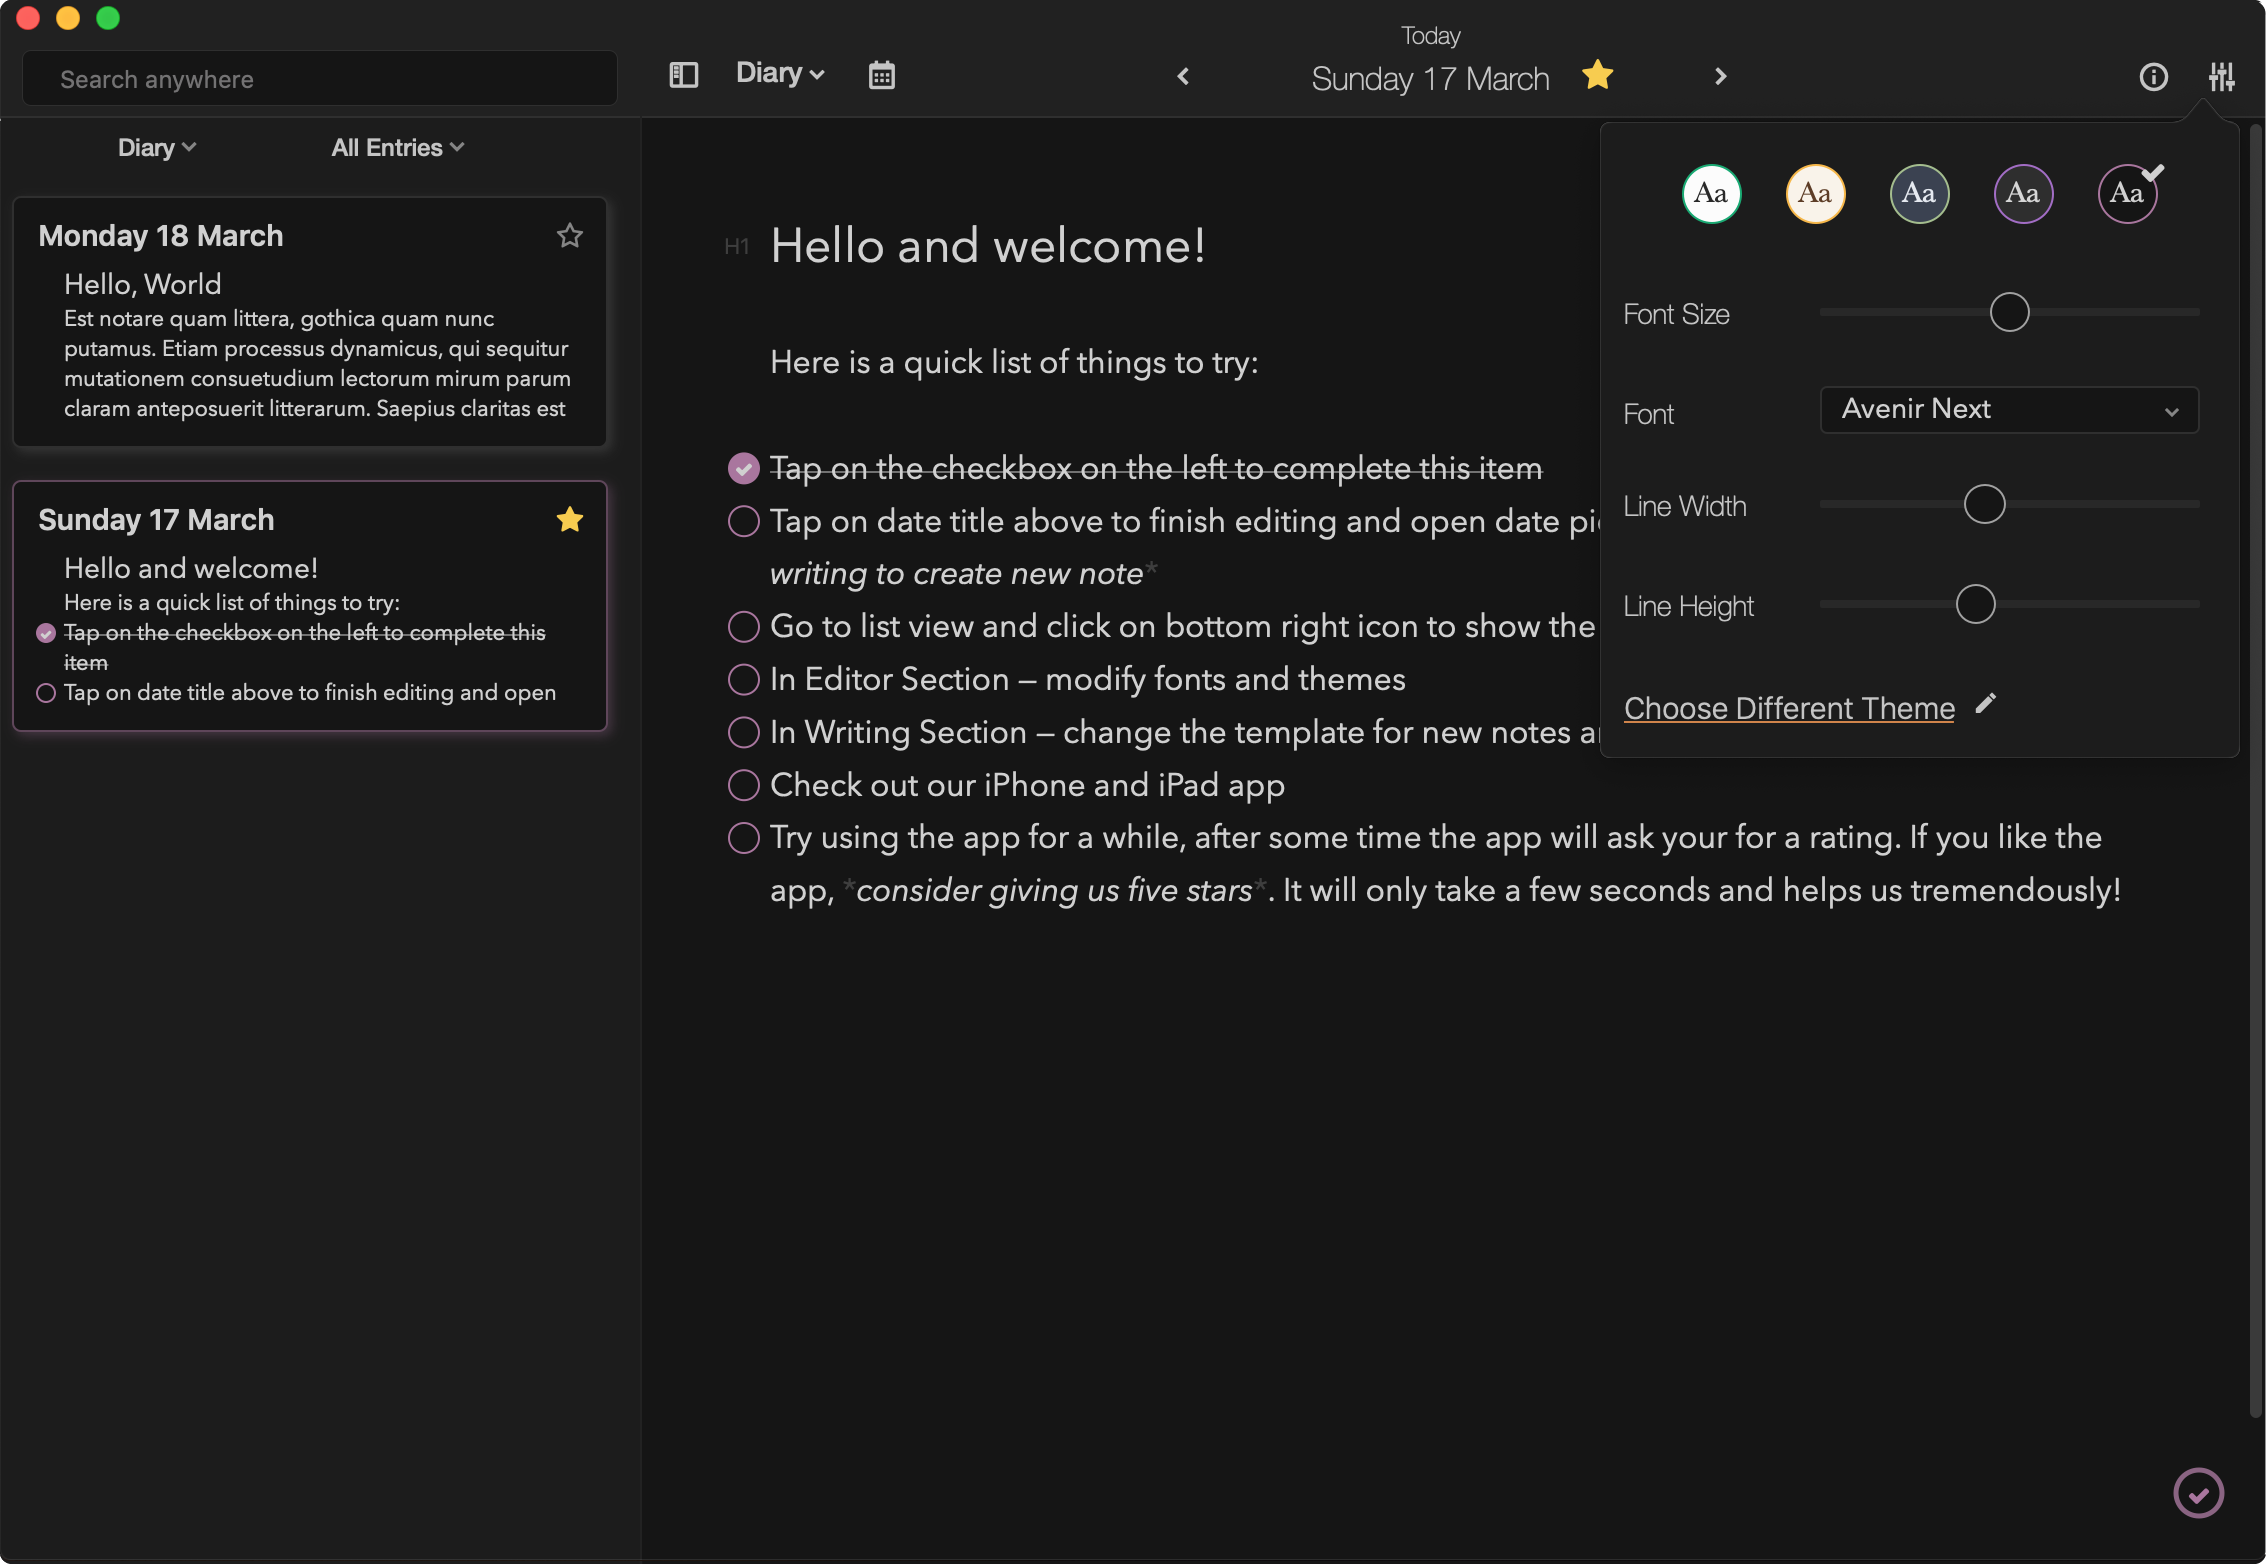 Search anywhere
Diary
Today
Sunday 17 March
Diary
All Entries
Monday 18 March
Hello, World
Est notare quam littera, gothica quam nunc
putamus. Etiam processus dynamicus, qui sequitur
mutationem consuetudium lectorum mirum parum
claram anteposuerit litterarum. Saepius claritas est
Sunday 17 March
Hello and welcome!
Here is a quick list of things to try:
Tap on the checkbox on the left to complete this
item
Tap on date title above to finish editing and open
H1 Hello and welcome!
Here is a quick list of things to try:
Tap on the checkbox on the left to complete this item
Tap on date title above to finish editing and open date
writing to create new note*
Go to list view and click on bottom right icon to show the
In Editor Section – modify fonts and themes
In Writing Section – change the template for new notes
Check out our iPhone and iPad app
Try using the app for a while, after some time the app will ask your for a rating. If you like the
app, *consider giving us five stars*. It will only take a few seconds and helps us tremendously!
Aa Aa Aa Aa Aa
Font Size
Font
Avenir Next
Line Width
Line Height
Choose Different Theme